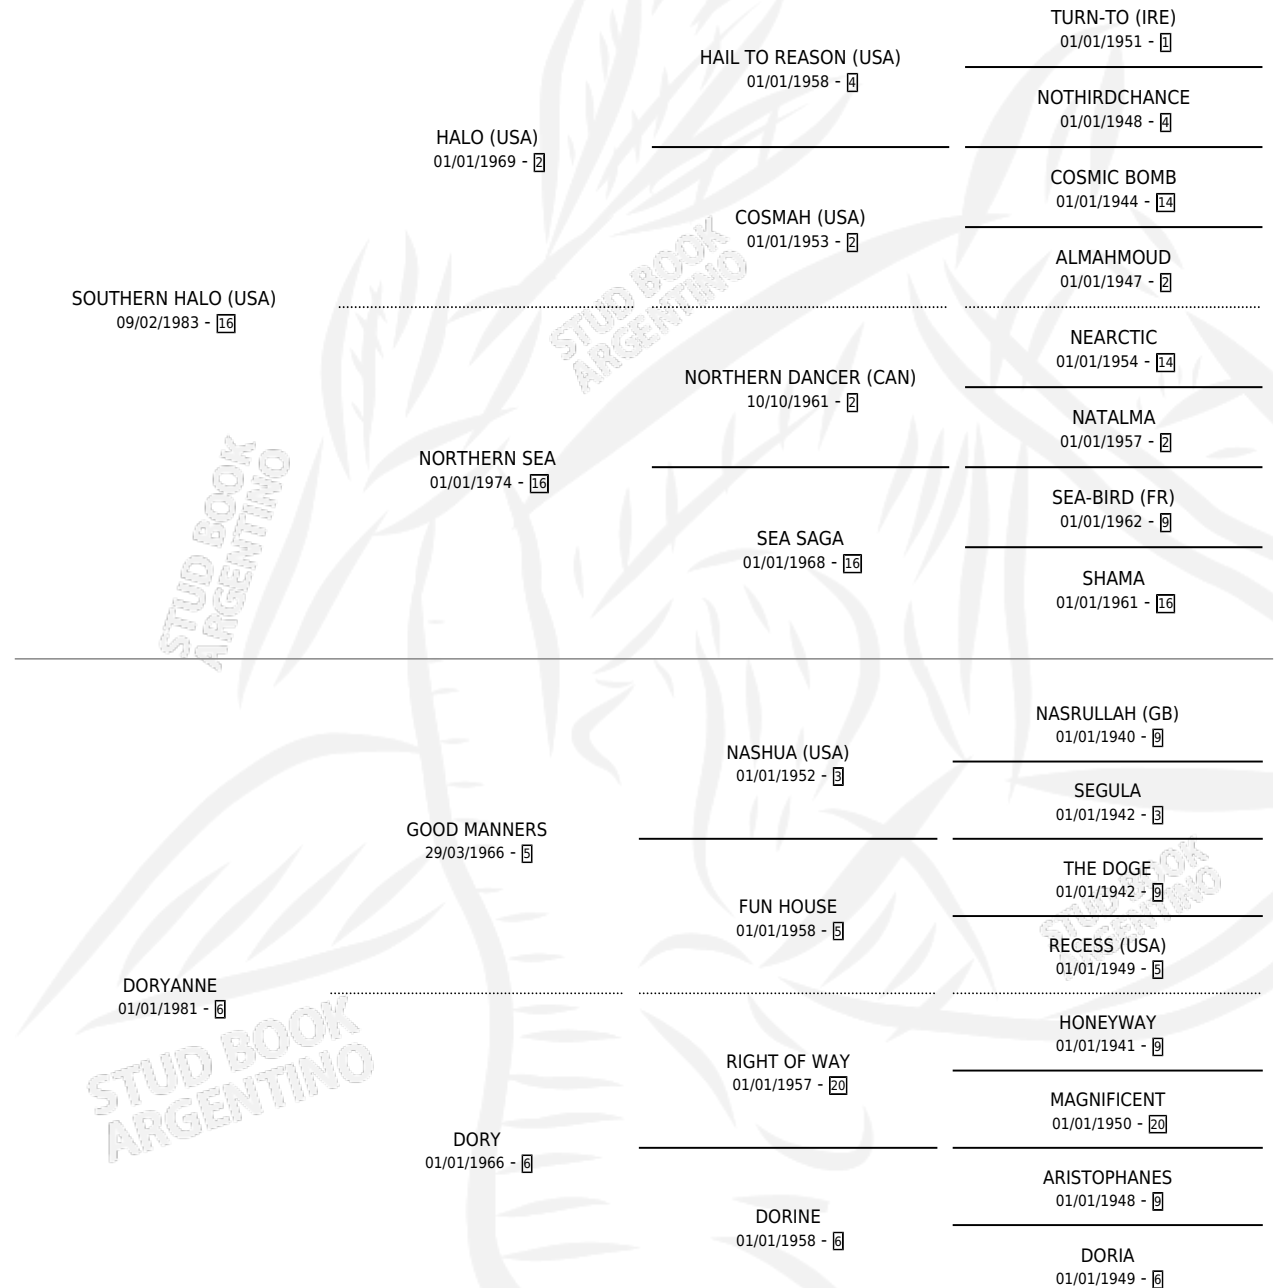 TURN-TO (IRE)
01/01/1951 - 1
HAIL TO REASON (USA)
01/01/1958 - 4
NOTHIRDCHANCE
01/01/1948 - 4
HALO (USA)
01/01/1969 - 2
COSMIC BOMB
01/01/1944 - 14
COSMAH (USA)
01/01/1953 - 2
ALMAHMOUD
01/01/1947 - 2
SOUTHERN HALO (USA)
09/02/1983 - 16
NEARCTIC
01/01/1954 - 14
NORTHERN DANCER (CAN)
10/10/1961 - 2
NATALMA
01/01/1957 - 2
NORTHERN SEA
01/01/1974 - 16
SEA-BIRD (FR)
01/01/1962 - 9
SEA SAGA
01/01/1968 - 16
SHAMA
01/01/1961 - 16
NASRULLAH (GB)
01/01/1940 - 9
NASHUA (USA)
01/01/1952 - 3
SEGULA
01/01/1942 - 3
GOOD MANNERS
29/03/1966 - 5
THE DOGE
01/01/1942 - 9
FUN HOUSE
01/01/1958 - 5
RECESS (USA)
01/01/1949 - 5
DORYANNE
01/01/1981 - 6
HONEYWAY
01/01/1941 - 9
RIGHT OF WAY
01/01/1957 - 20
MAGNIFICENT
01/01/1950 - 20
DORY
01/01/1966 - 6
ARISTOPHANES
01/01/1948 - 9
DORINE
01/01/1958 - 6
DORIA
01/01/1949 - 6
STUD BOOK
ARGENTINO
STUD BOOK
ARGENTINO
STUD BOOK
ARGENTINO
STUD BOOK
ARGENTINO